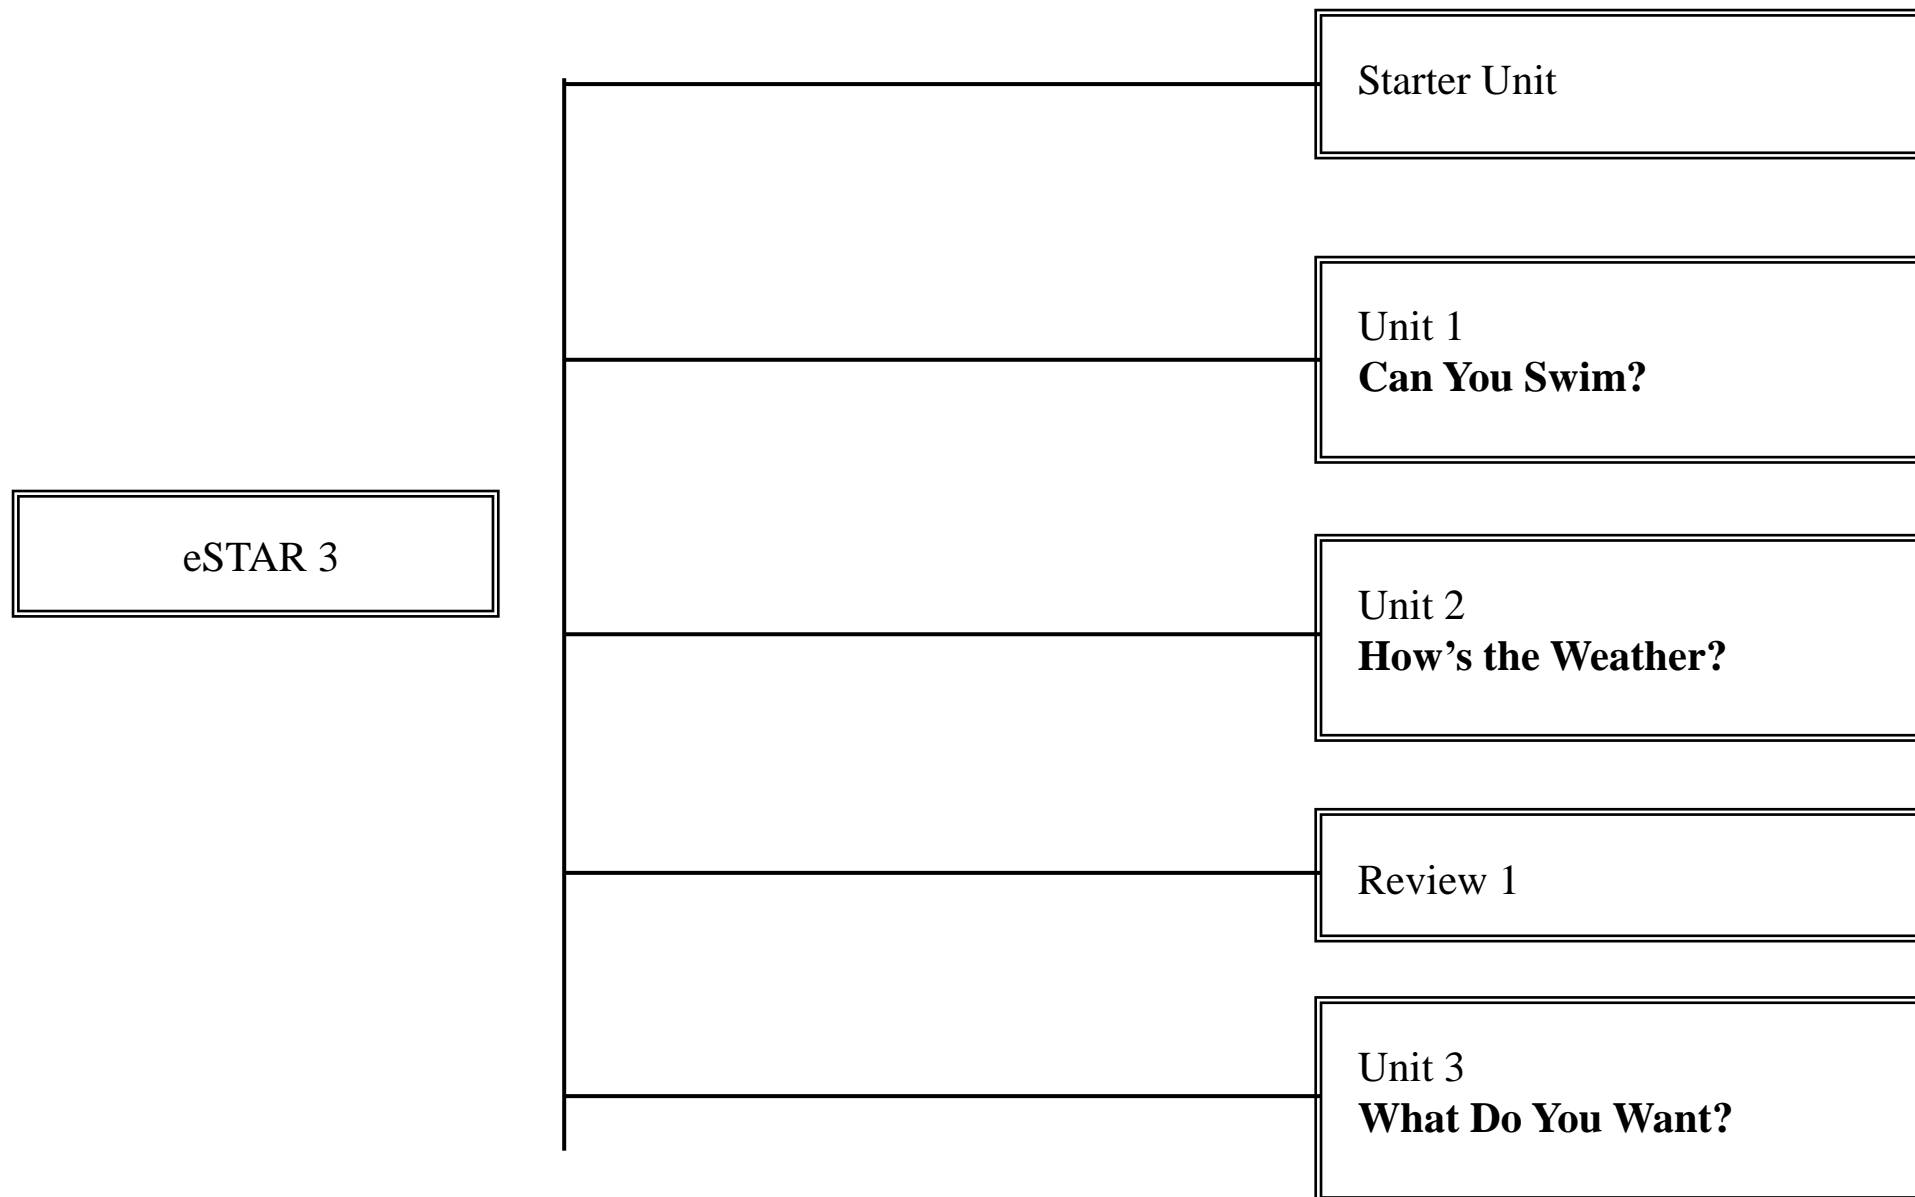 Starter Unit
Unit 1
Can You Swim?
eSTAR 3
Unit 2
How’s the Weather?
Review 1
Unit 3
What Do You Want?